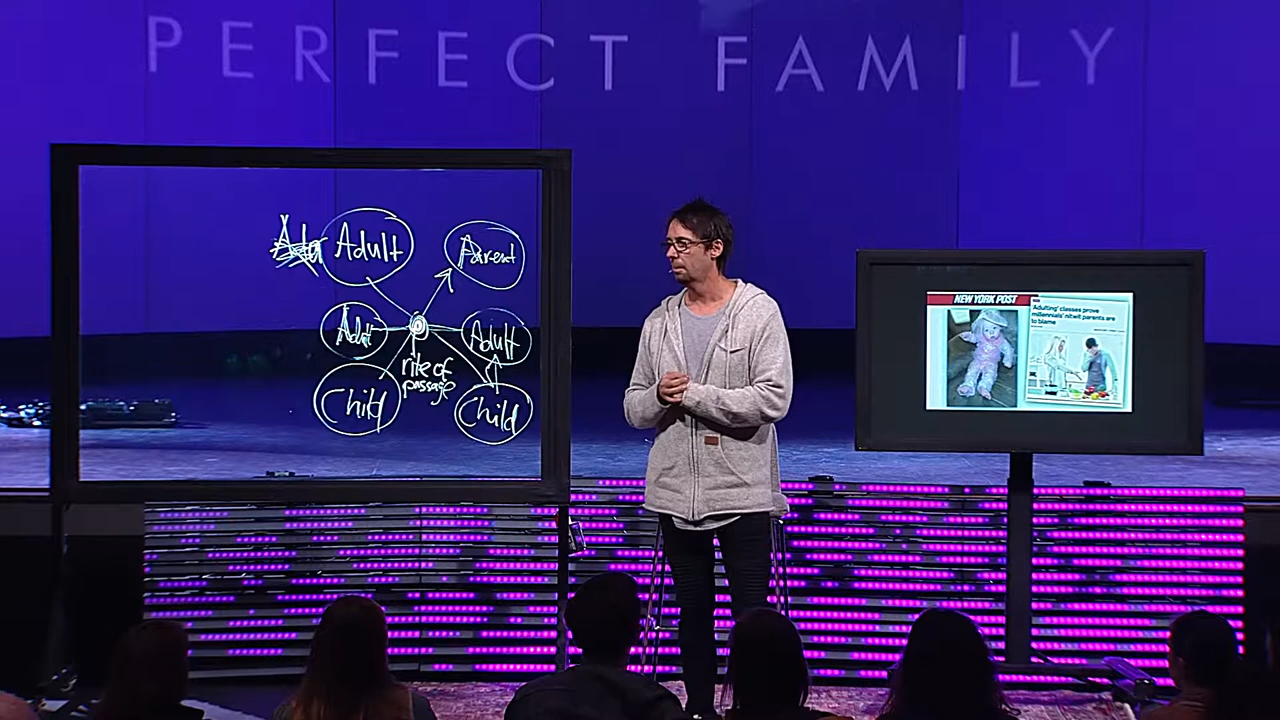 PERFECT FAMILY
Adult
Parent
Adult
Adult
rite of
passage
Child
Child
NEW YORK POST
'Adulting' classes prove
millennials' nitwit parents are
to blame